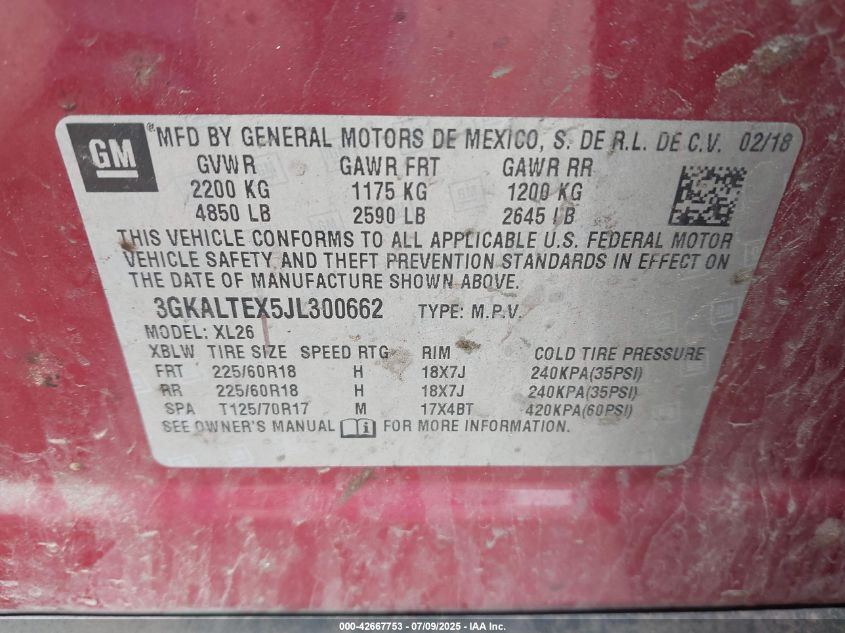 GM ® MFD BY GENERAL MOTORS DE MEXICO, S. DE R.L. DE C.V. 02/18
GVWR GAWR FRT GAWR RR
2200 KG 1175 KG 1200 KG
4850 LB 2590 LB 2645 LB
THIS VEHICLE CONFORMS TO ALL APPLICABLE U.S. FEDERAL MOTOR
VEHICLE SAFETY AND THEFT PREVENTION STANDARDS IN EFFECT ON
THE DATE OF MANUFACTURE SHOWN ABOVE.
3GKALTEX5JL300662 TYPE: M.P.V.
MODEL: XL26
XBLW TIRE SIZE SPEED RTG RIM COLD TIRE PRESSURE
FRT 225/60R18 H 18X7J 240KPA(35PSI)
RR 225/60R18 H 18X7J 240KPA(35PSI)
SPA T125/70R17 M 17X4BT 420KPA(60PSI)
SEE OWNER'S MANUAL i FOR MORE INFORMATION.
000-42667753 - 07/09/2025 - IAA Inc.